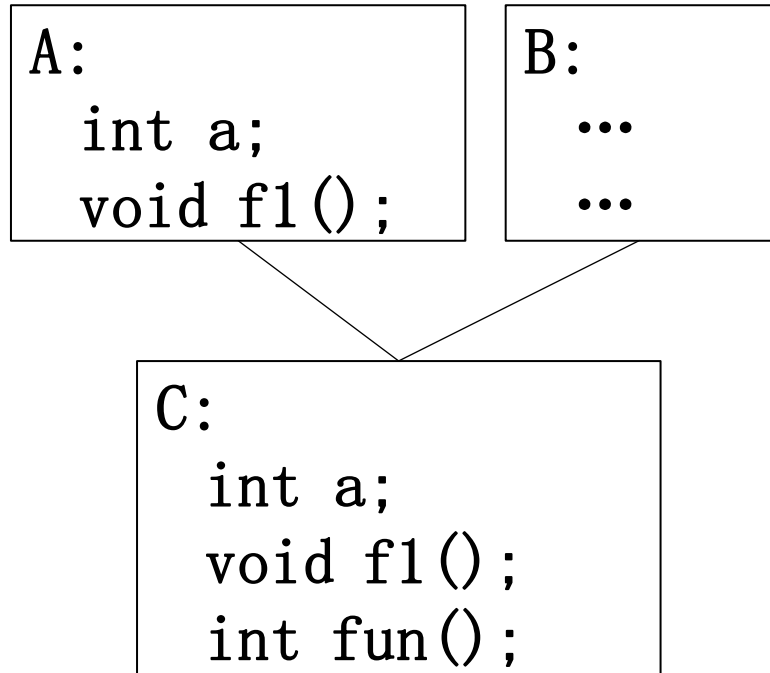 A:
int a;
void f1();
B:
…
…
C:
int a;
void f1();
int fun();